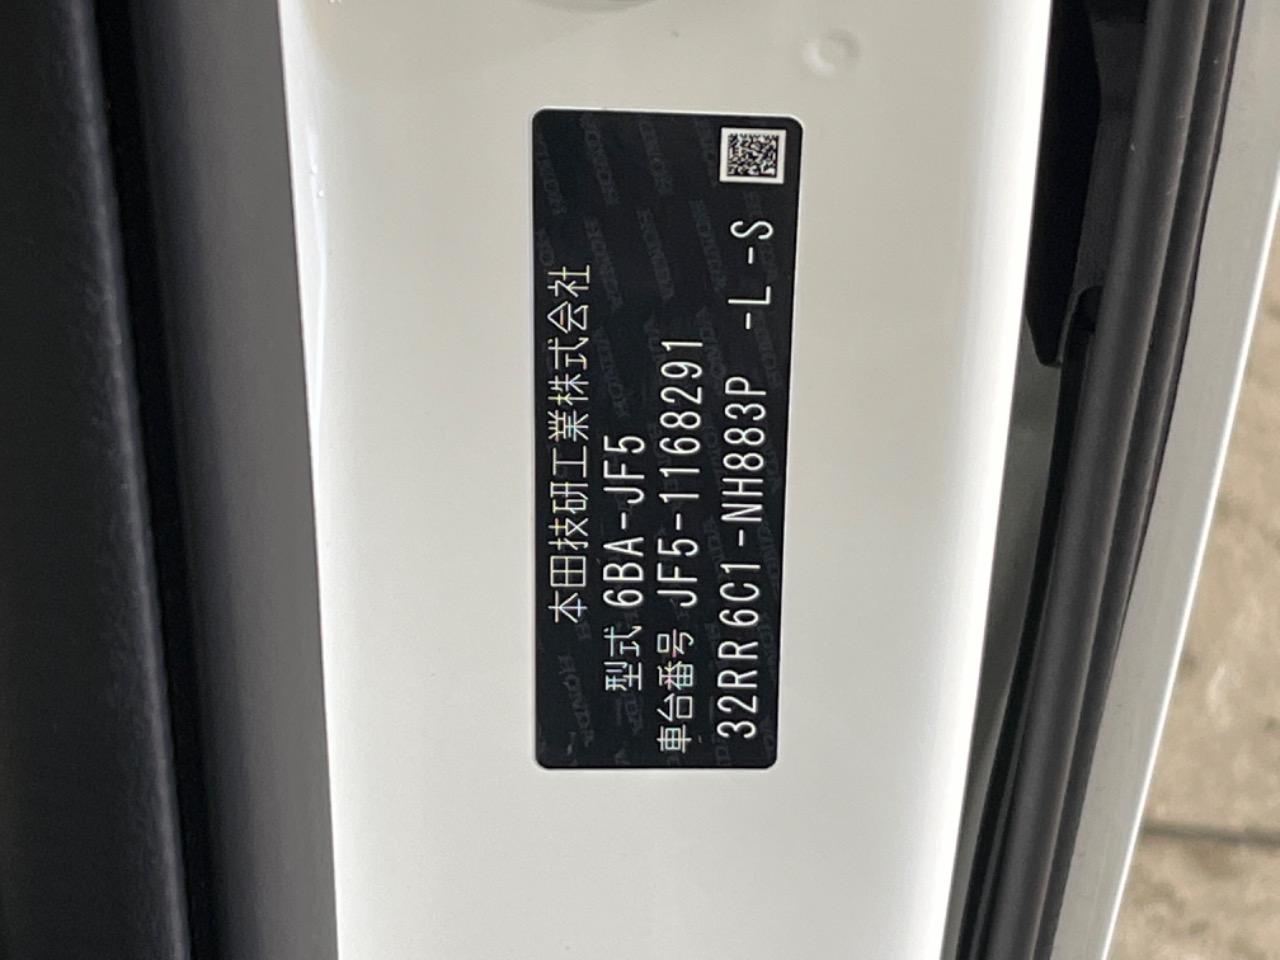 本田技研工業株式会社
型式 6BA-JF5
車台番号 JF5-1168291
32RR6C1-NH883P -L -S